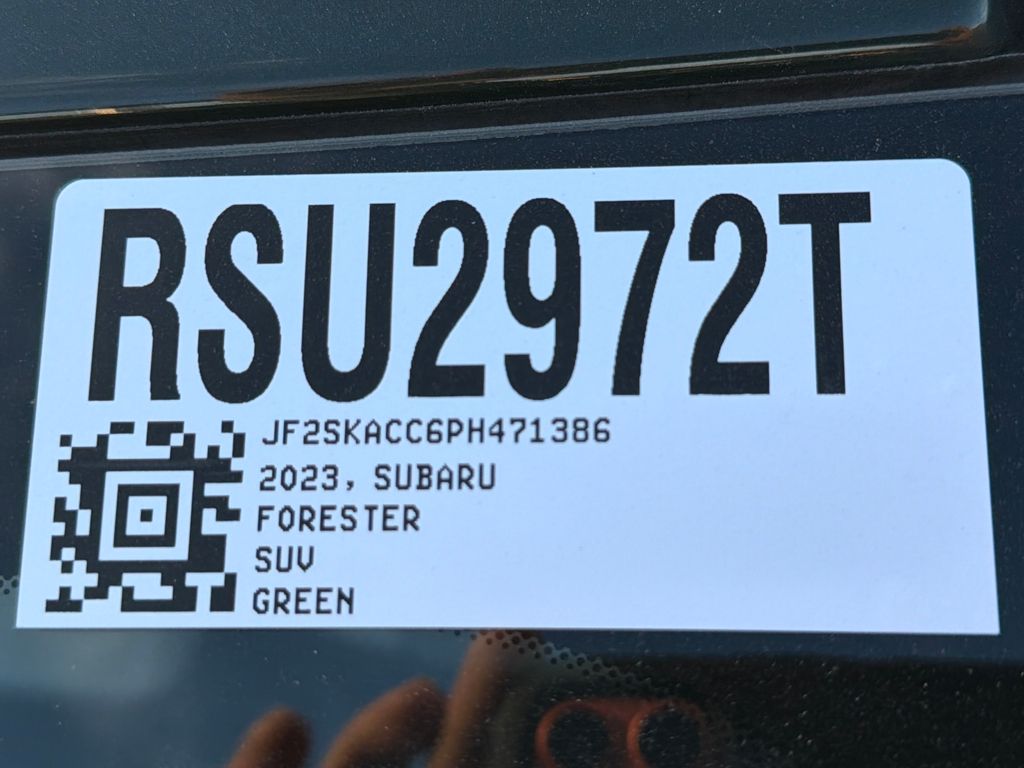 RSU2972T
JF2SKACC6PH471386
2023, SUBARU
FORESTER
SUV
GREEN